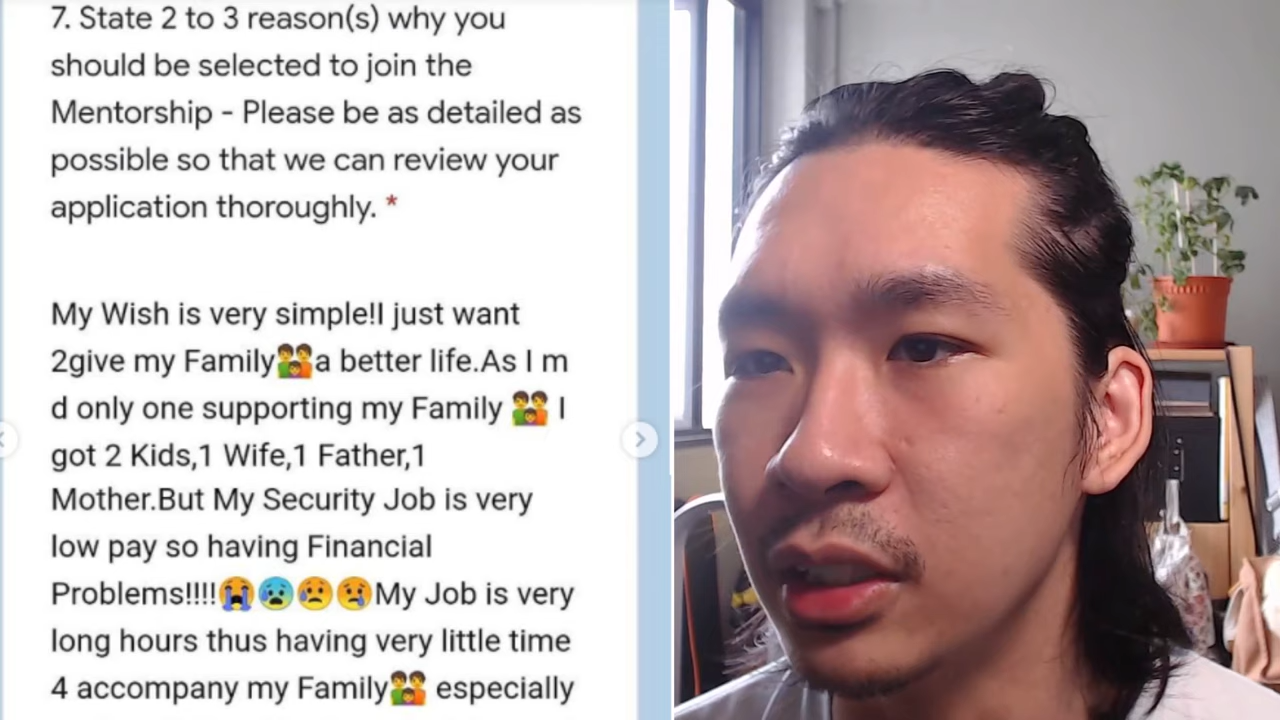 7. State 2 to 3 reason(s) why you
should be selected to join the
Mentorship - Please be as detailed as
possible so that we can review your
application thoroughly. *
My Wish is very simple!I just want
2give my Family👨‍👩‍👧a better life.As I m
d only one supporting my Family 👨‍👩‍👧 I
got 2 Kids,1 Wife,1 Father,1
Mother.But My Security Job is very
low pay so having Financial
Problems!!!!😭😰😥😢My Job is very
long hours thus having very little time
4 accompany my Family👨‍👩‍👧 especially